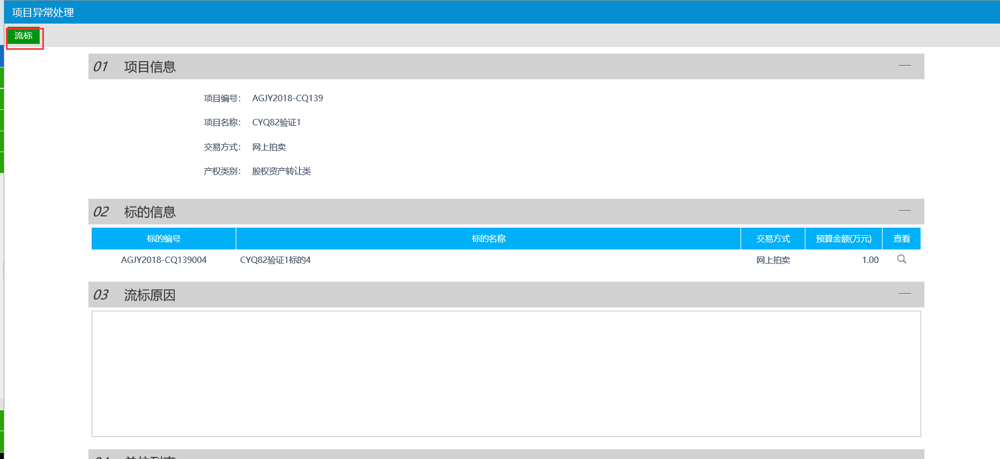 项目异常处理
流标
01 项目信息
项目编号： AGJY2018-CQ139
项目名称： CYQ82验证1
交易方式： 网上拍卖
产权类别： 股权资产转让类
02 标的信息
标的编号 标的名称 交易方式 预算金额(万元) 查看
AGJY2018-CQ139004 CYQ82验证1标的4 网上拍卖 1.00
03 流标原因
04 单位列表